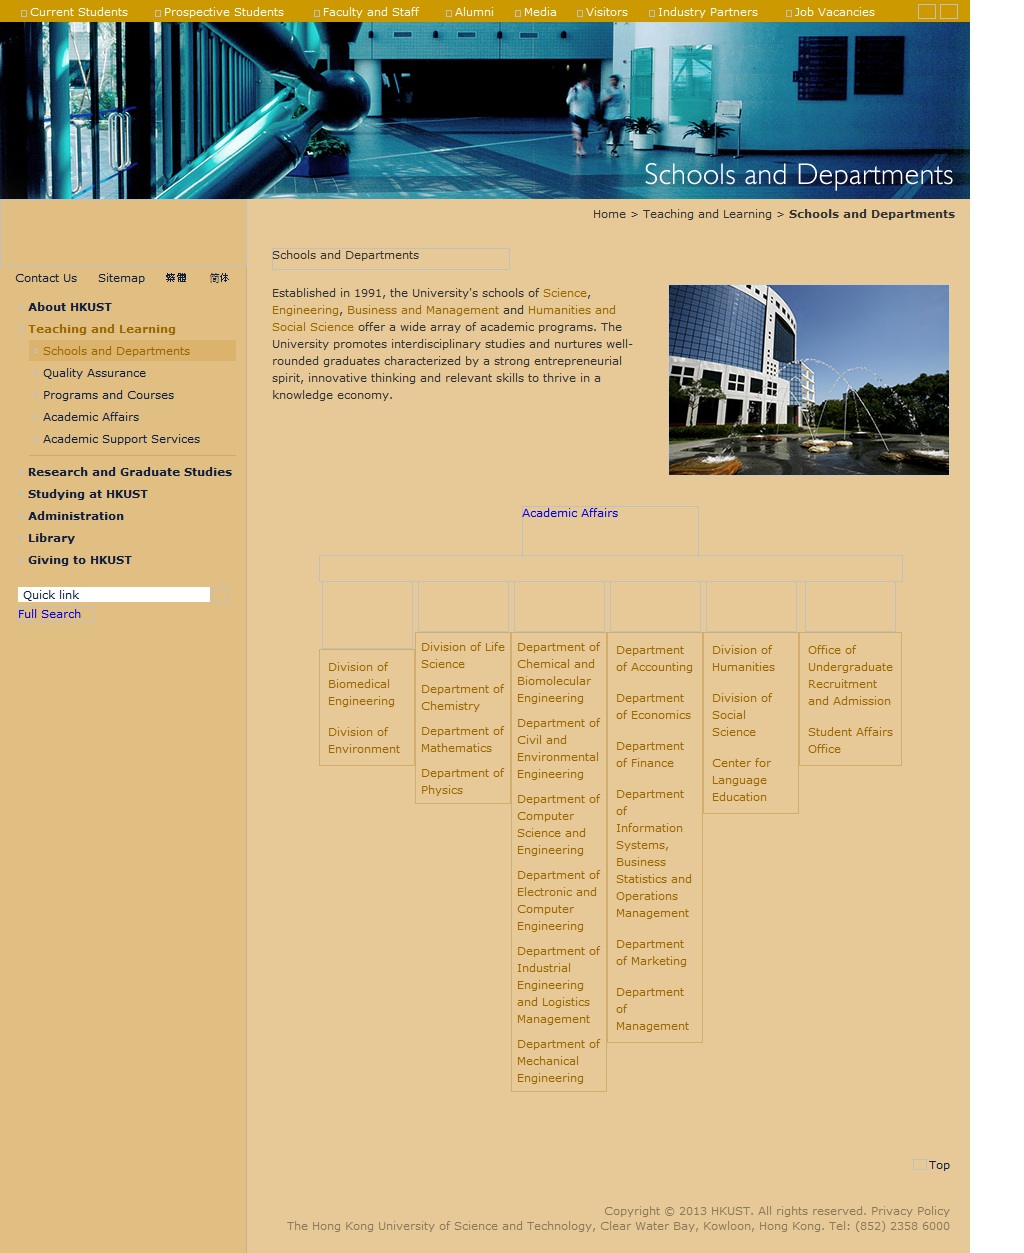 Current Students Prospective Students Faculty and Staff Alumni Media Visitors Industry Partners Job Vacancies
Schools and Departments
Home > Teaching and Learning > Schools and Departments
Contact Us Sitemap 繁體 简体
About HKUST
Teaching and Learning
Schools and Departments
Quality Assurance
Programs and Courses
Academic Affairs
Academic Support Services
Research and Graduate Studies
Studying at HKUST
Administration
Library
Giving to HKUST
Quick link
Full Search
Schools and Departments
Established in 1991, the University's schools of Science,
Engineering, Business and Management and Humanities and
Social Science offer a wide array of academic programs. The
University promotes interdisciplinary studies and nurtures well-
rounded graduates characterized by a strong entrepreneurial
spirit, innovative thinking and relevant skills to thrive in a
knowledge economy.
Academic Affairs
Division of
Biomedical
Engineering
Division of
Environment
Division of Life
Science
Department of
Chemistry
Department of
Mathematics
Department of
Physics
Department of
Chemical and
Biomolecular
Engineering
Department of
Civil and
Environmental
Engineering
Department of
Computer
Science and
Engineering
Department of
Electronic and
Computer
Engineering
Department of
Industrial
Engineering
and Logistics
Management
Department of
Mechanical
Engineering
Department
of Accounting
Department
of Economics
Department
of Finance
Department
of
Information
Systems,
Business
Statistics and
Operations
Management
Department
of Marketing
Department
of
Management
Division of
Humanities
Division of
Social
Science
Center for
Language
Education
Office of
Undergraduate
Recruitment
and Admission
Student Affairs
Office
Top
Copyright © 2013 HKUST. All rights reserved. Privacy Policy
The Hong Kong University of Science and Technology, Clear Water Bay, Kowloon, Hong Kong. Tel: (852) 2358 6000